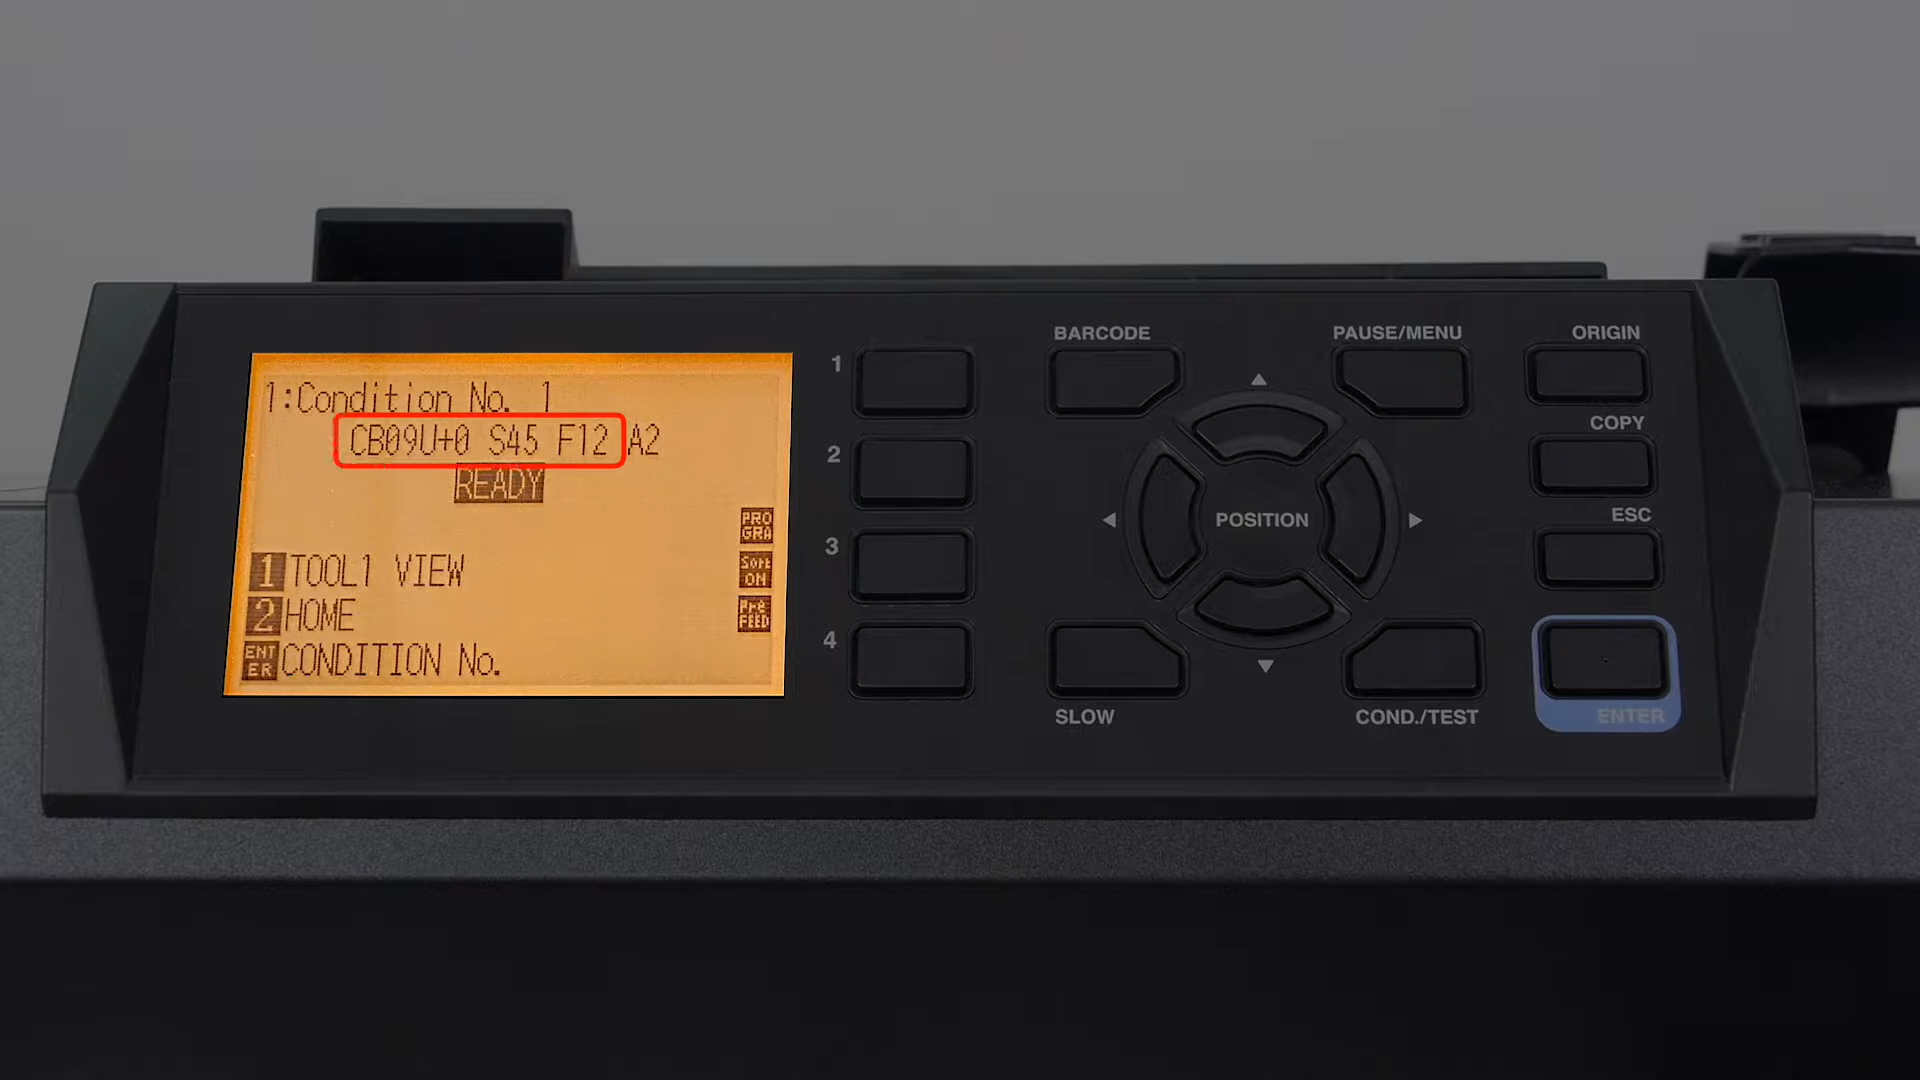 1:Condition No. 1
CB09U+0 S45 F12 A2
READY
PRO
GRA
Sort
ON
Pre
FEED
1 TOOL1 VIEW
2 HOME
ENT
ER CONDITION No.
1
2
3
4
BARCODE
PAUSE/MENU
ORIGIN
COPY
ESC
POSITION
SLOW
COND./TEST
ENTER